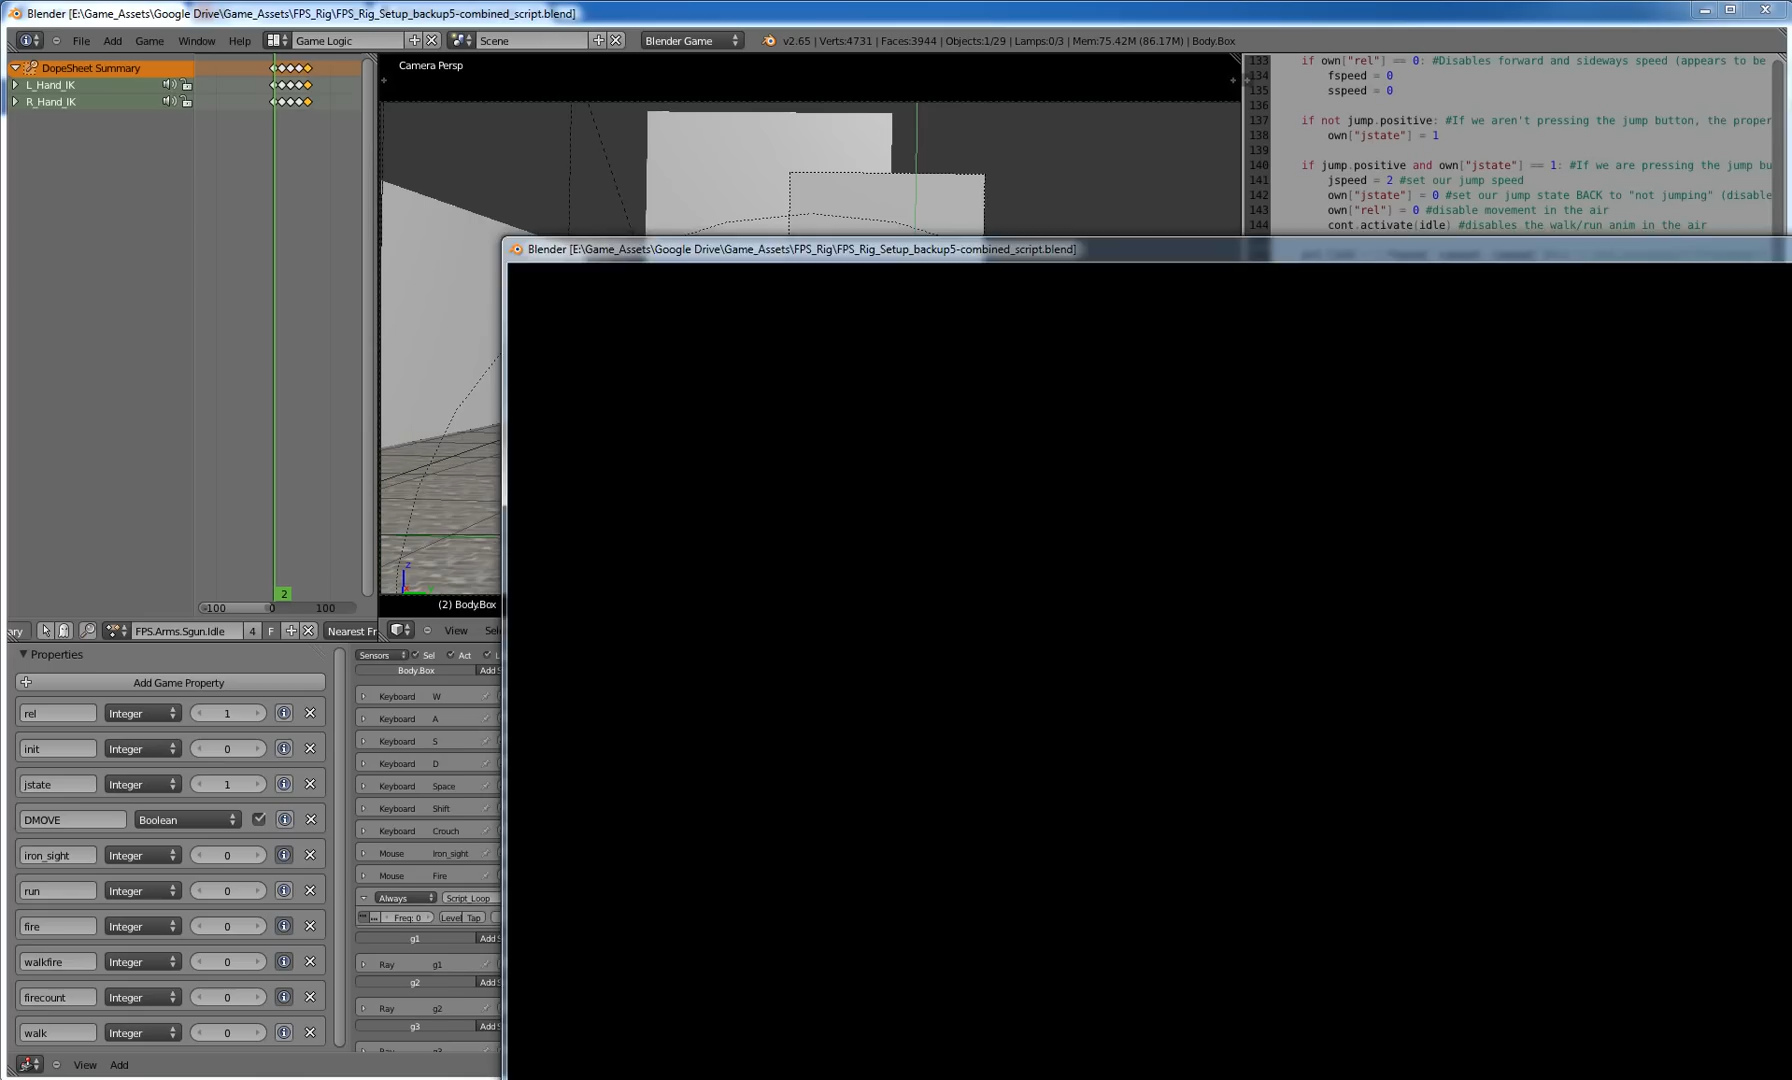 Blender [E:\Game_Assets\Google Drive\Game_Assets\FPS_Rig\FPS_Rig_Setup_backup5-combined_script.blend]
File Add Game Window Help Game Logic Scene Blender Game v2.65 | Verts:4731 | Faces:3944 | Objects:1/29 | Lamps:0/3 | Mem:75.42M (86.17M) | Body.Box
DopeSheet Summary
L_Hand_IK
R_Hand_IK
2
-100 0 100
FPS.Arms.Sgun.Idle 4 F Nearest Fr
Camera Persp
z
(2) Body.Box
View
133 if own["rel"] == 0: #Disables forward and sideways speed (appears to be
134 fspeed = 0
135 sspeed = 0
136
137 if not jump.positive: #If we aren't pressing the jump button, the proper
138 own["jstate"] = 1
139
140 if jump.positive and own["jstate"] == 1: #If we are pressing the jump bu
141 jspeed = 2 #set our jump speed
142 own["jstate"] = 0 #set our jump state BACK to "not jumping" (disable
143 own["rel"] = 0 #disable movement in the air
144 cont.activate(idle) #disables the walk/run anim in the air
Blender [E:\Game_Assets\Google Drive\Game_Assets\FPS_Rig\FPS_Rig_Setup_backup5-combined_script.blend]
Properties
Add Game Property
rel Integer 1
init Integer 0
jstate Integer 1
DMOVE Boolean
iron_sight Integer 0
run Integer 0
fire Integer 0
walkfire Integer 0
firecount Integer 0
walk Integer 0
View Add
Sensors Sel Act
Body.Box Add
Keyboard W
Keyboard A
Keyboard S
Keyboard D
Keyboard Space
Keyboard Shift
Keyboard Crouch
Mouse Iron_sight
Mouse Fire
Always Script_Loop
Freq: 0 Level Tap
g1 Add
Ray g1
g2 Add
Ray g2
g3 Add